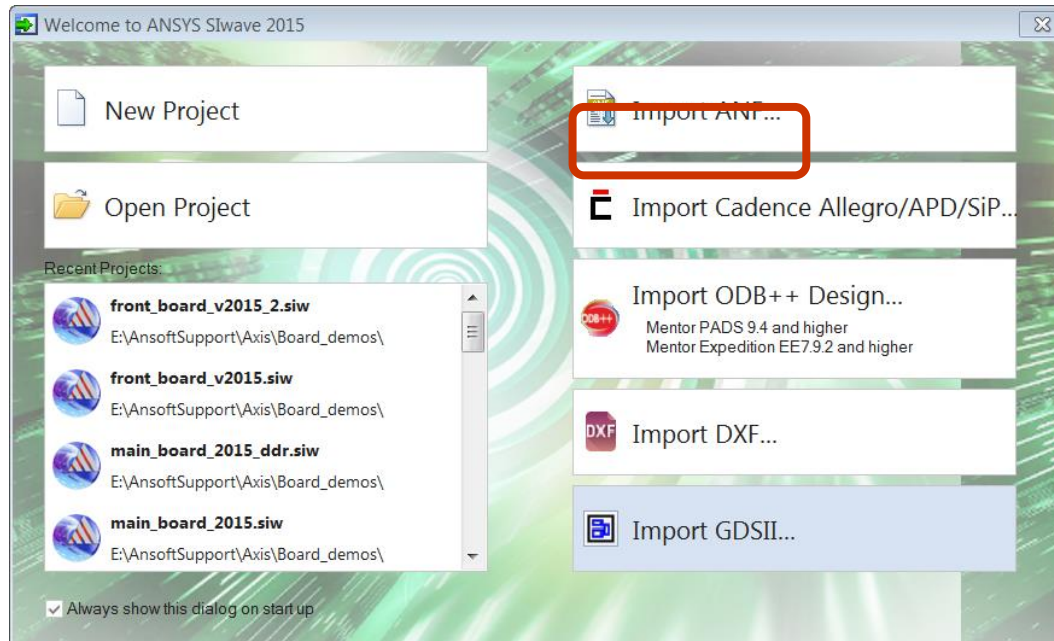 Welcome to ANSYS SIwave 2015
New Project
Open Project
Recent Projects:
front_board_v2015_2.siw
E:\AnsoftSupport\Axis\Board_demos\
front_board_v2015.siw
E:\AnsoftSupport\Axis\Board_demos\
main_board_2015_ddr.siw
E:\AnsoftSupport\Axis\Board_demos\
main_board_2015.siw
E:\AnsoftSupport\Axis\Board_demos\
Always show this dialog on start up
Import ANF...
Import Cadence Allegro/APD/SiP...
ODB++
Import ODB++ Design...
Mentor PADS 9.4 and higher
Mentor Expedition EE7.9.2 and higher
DXF
Import DXF...
Import GDSII...